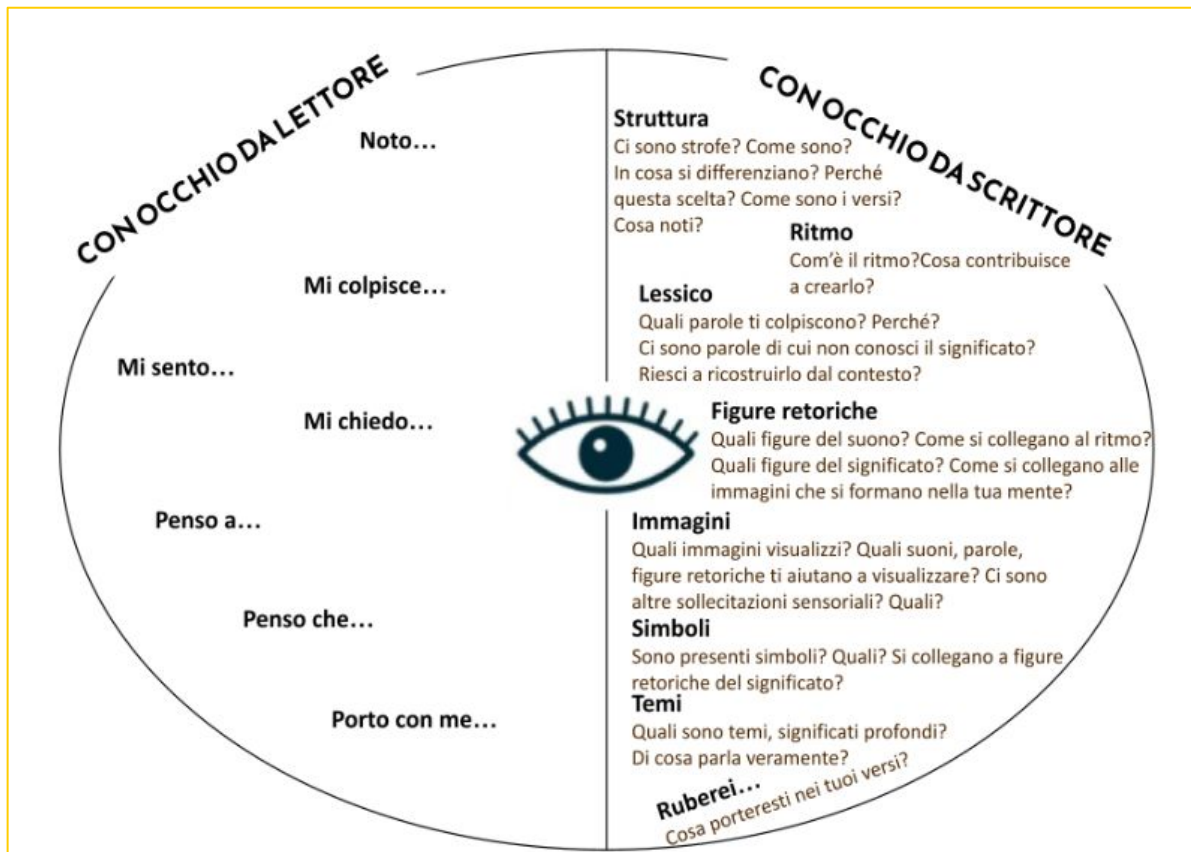 CON OCCHIO DA LETTORE
Noto…
Mi colpisce…
Mi sento…
Mi chiedo…
Penso a…
Penso che…
Porto con me…
CON OCCHIO DA SCRITTORE
Struttura
Ci sono strofe? Come sono?
In cosa si differenziano? Perché
questa scelta? Come sono i versi?
Cosa noti?
Ritmo
Com’è il ritmo?Cosa contribuisce
a crearlo?
Lessico
Quali parole ti colpiscono? Perché?
Ci sono parole di cui non conosci il significato?
Riesci a ricostruirlo dal contesto?
Figure retoriche
Quali figure del suono? Come si collegano al ritmo?
Quali figure del significato? Come si collegano alle
immagini che si formano nella tua mente?
Immagini
Quali immagini visualizzi? Quali suoni, parole,
figure retoriche ti aiutano a visualizzare? Ci sono
altre sollecitazioni sensoriali? Quali?
Simboli
Sono presenti simboli? Quali? Si collegano a figure
retoriche del significato?
Temi
Quali sono temi, significati profondi?
Di cosa parla veramente?
Ruberei…
Cosa porteresti nei tuoi versi?